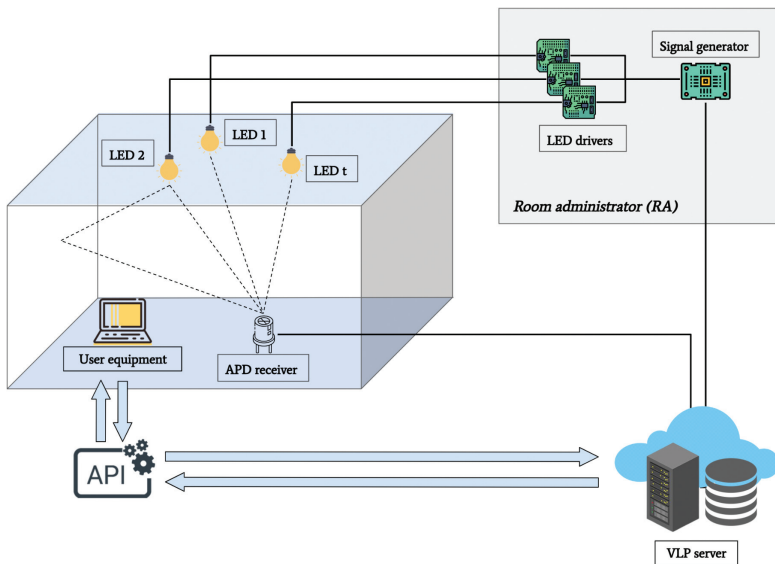 Signal generator
LED 1
LED 2
LED drivers
LED t
Room administrator (RA)
User equipment
APD receiver
API
VLP server